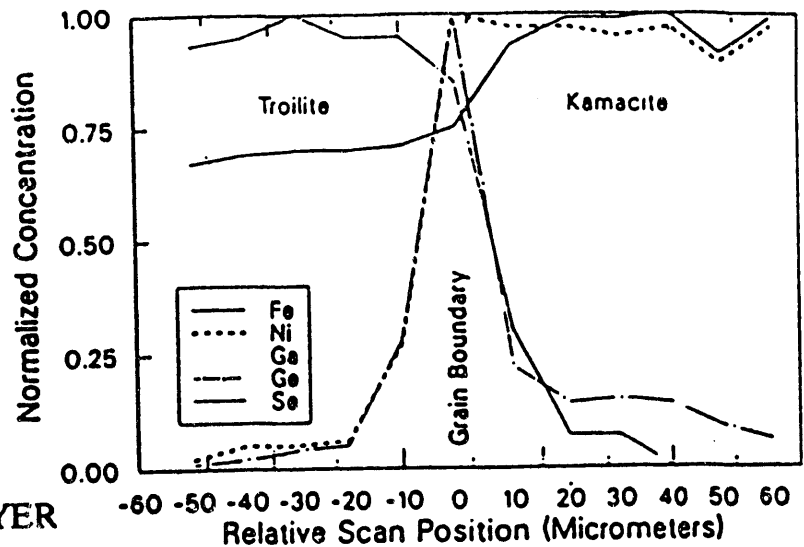 1.00
0.75
0.50
0.25
0.00
Normalized Concentration
Troilite
Kamacite
Grain Boundary
Fe
Ni
Ga
Ge
Se
-60 -50 -40 -30 -20 -10 0 10 20 30 40 50 60
Relative Scan Position (Micrometers)
YER